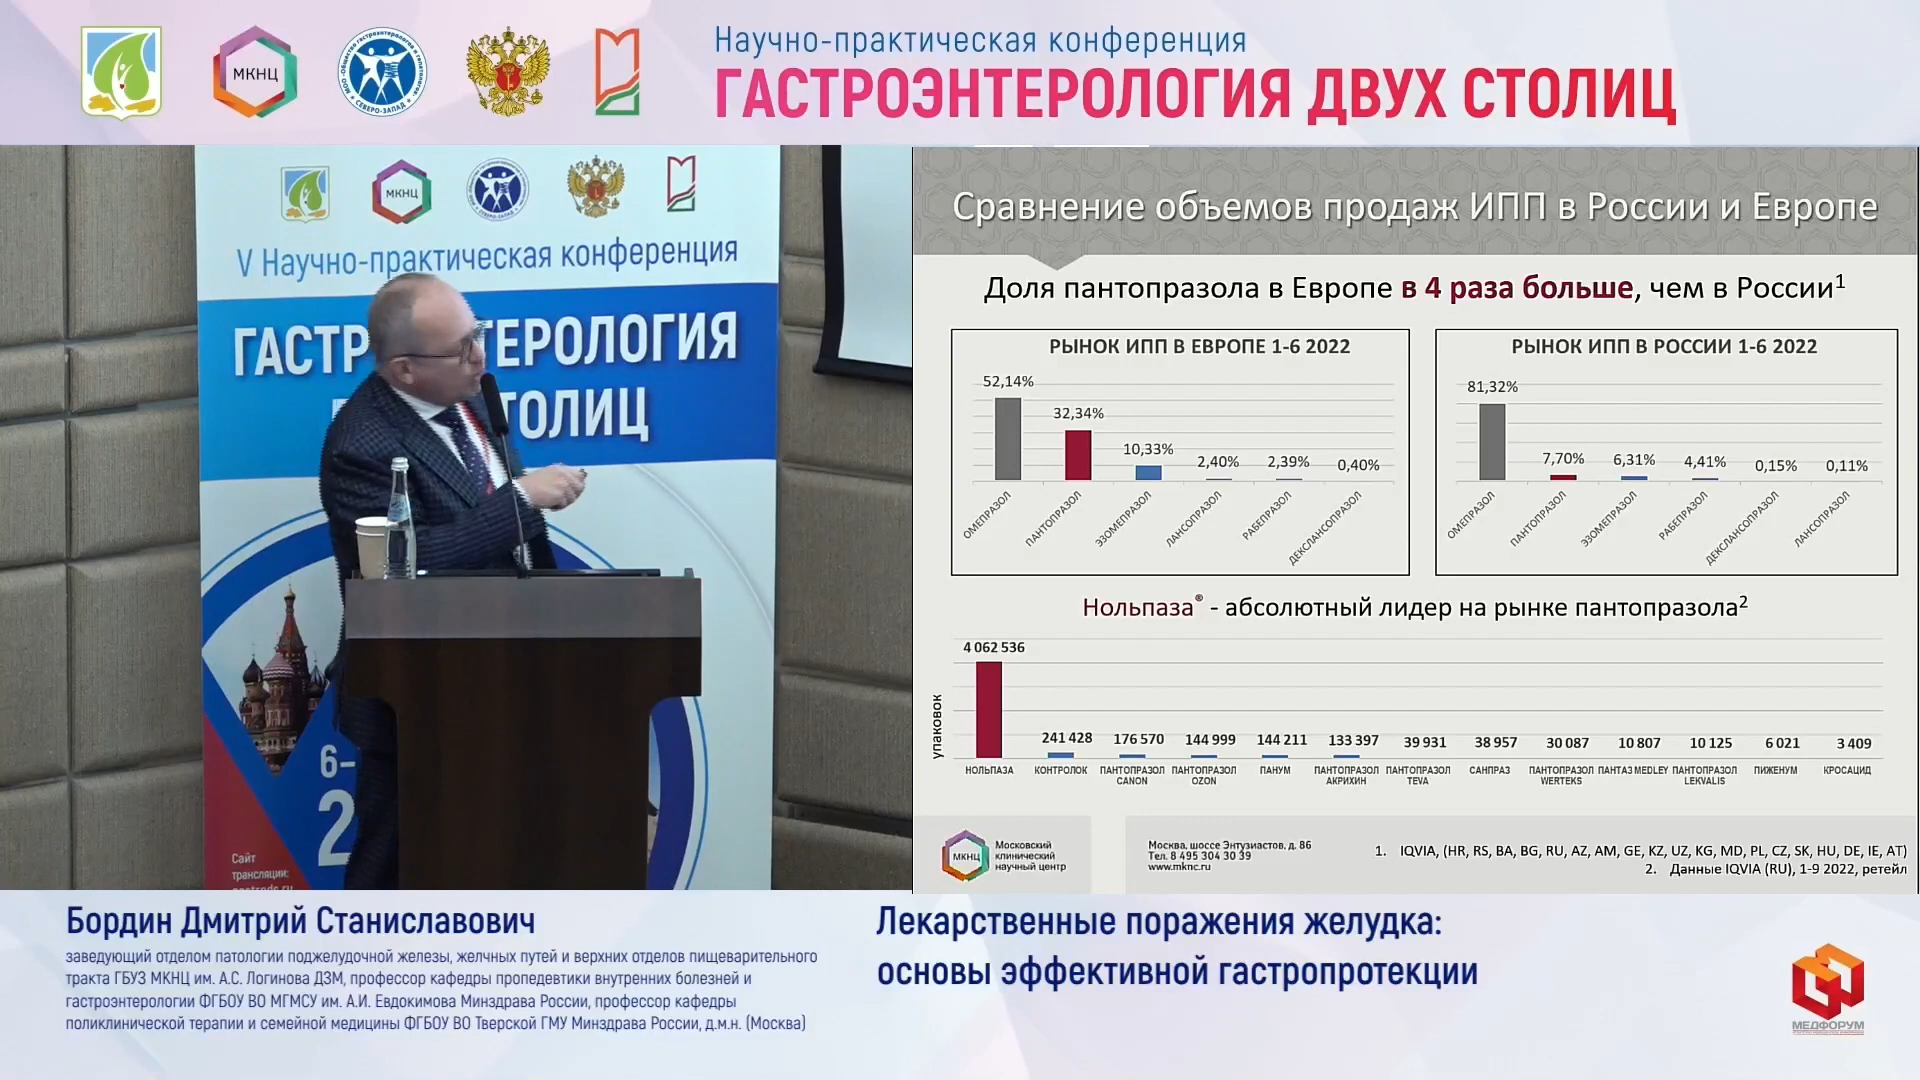 МКНЦ
МОО «Общество гастроэнтерологов и гепатологов»
«СЕВЕРО-ЗАПАД»
Научно-практическая конференция
ГАСТРОЭНТЕРОЛОГИЯ ДВУХ СТОЛИЦ
МКНЦ
V Научно-практическая конференция
ГАСТР ТЕРОЛОГИЯ
ТОЛИЦ
6–
2
Сайт
трансляции:
Сравнение объемов продаж ИПП в России и Европе
Доля пантопразола в Европе в 4 раза больше, чем в России1
РЫНОК ИПП В ЕВРОПЕ 1-6 2022
52,14%
32,34%
10,33%
2,40%
2,39%
0,40%
ОМЕПРАЗОЛ
ПАНТОПРАЗОЛ
ЭЗОМЕПРАЗОЛ
ЛАНСОПРАЗОЛ
РАБЕПРАЗОЛ
ДЕКСЛАНСОПРАЗОЛ
РЫНОК ИПП В РОССИИ 1-6 2022
81,32%
7,70%
6,31%
4,41%
0,15%
0,11%
ОМЕПРАЗОЛ
ПАНТОПРАЗОЛ
ЭЗОМЕПРАЗОЛ
РАБЕПРАЗОЛ
ДЕКСЛАНСОПРАЗОЛ
ЛАНСОПРАЗОЛ
Нольпаза® - абсолютный лидер на рынке пантопразола2
упаковок
4 062 536
241 428
176 570
144 999
144 211
133 397
39 931
38 957
30 087
10 807
10 125
6 021
3 409
НОЛЬПАЗА
КОНТРОЛОК
ПАНТОПРАЗОЛ
CANON
ПАНТОПРАЗОЛ
OZON
ПАНУМ
ПАНТОПРАЗОЛ
АКРИХИН
ПАНТОПРАЗОЛ
TEVA
САНПРАЗ
ПАНТОПРАЗОЛ
WERTEKS
ПАНТАЗ MEDLEY
ПАНТОПРАЗОЛ
LEKVALIS
ПИЖЕНУМ
КРОСАЦИД
МКНЦ
Московский
клинический
научный центр
Москва, шоссе Энтузиастов, д. 86
Тел. 8 495 304 30 39
www.mknc.ru
1. IQVIA, (HR, RS, BA, BG, RU, AZ, AM, GE, KZ, UZ, KG, MD, PL, CZ, SK, HU, DE, IE, AT)
2. Данные IQVIA (RU), 1-9 2022, ретейл
Бордин Дмитрий Станиславович
заведующий отделом патологии поджелудочной железы, желчных путей и верхних отделов пищеварительного
тракта ГБУЗ МКНЦ им. А.С. Логинова ДЗМ, профессор кафедры пропедевтики внутренних болезней и
гастроэнтерологии ФГБОУ ВО МГМСУ им. А.И. Евдокимова Минздрава России, профессор кафедры
поликлинической терапии и семейной медицины ФГБОУ ВО Тверской ГМУ Минздрава России, д.м.н. (Москва)
Лекарственные поражения желудка:
основы эффективной гастропротекции
МЕДФОРУМ